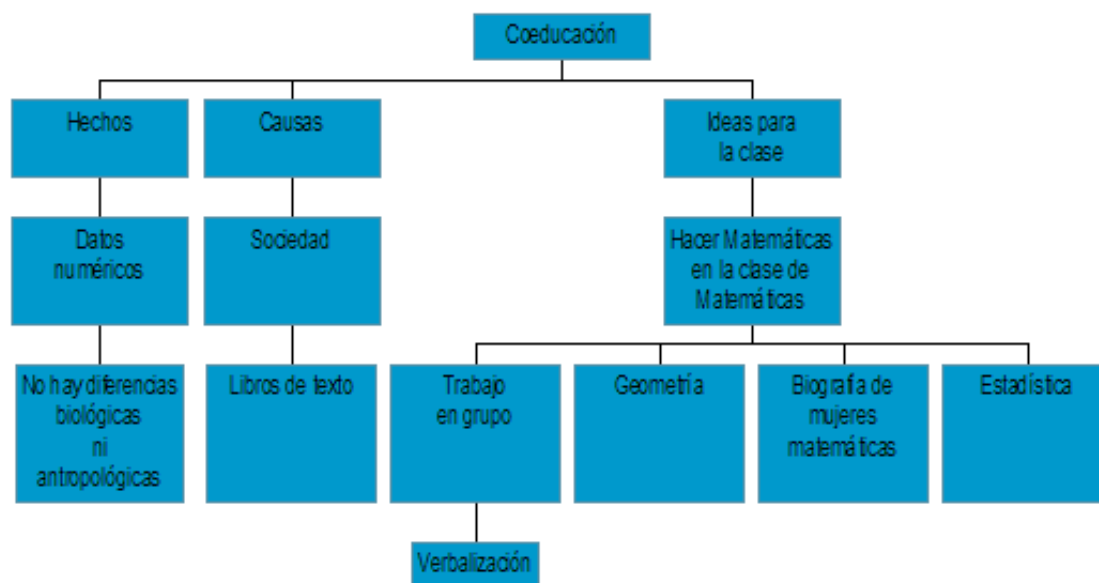 Coeducación
Hechos
Causas
Ideas para
la clase
Datos
numéricos
Sociedad
Hacer Matemáticas
en la clase de
Matemáticas
No hay diferencias
biológicas
ni
antropológicas
Libros de texto
Trabajo
en grupo
Geometría
Biografía de
mujeres
matemáticas
Estadística
Verbalización